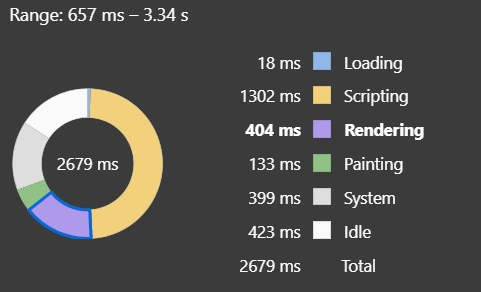 Range: 657 ms – 3.34 s
18 ms Loading
1302 ms Scripting
404 ms Rendering
2679 ms
133 ms Painting
399 ms System
423 ms Idle
2679 ms Total